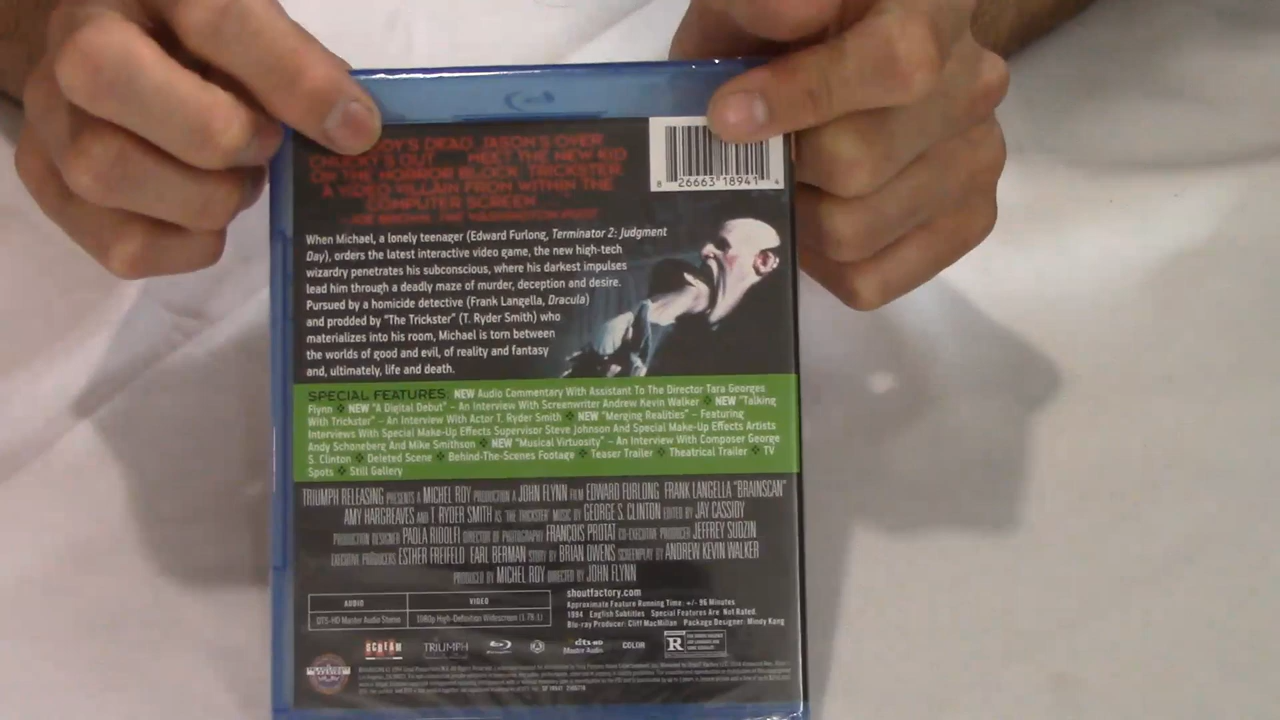 OY'S DEAD, JASON'S OVER
CHUCKY'S OUT MEET THE NEW KID
ON THE HORROR BLOCK, TRICKSTER,
A VIDEO VILLAIN FROM WITHIN THE
COMPUTER SCREEN
- JOE BROWN, THE WASHINGTON POST
8 26663 18941 4
When Michael, a lonely teenager (Edward Furlong, Terminator 2: Judgment
Day), orders the latest interactive video game, the new high-tech
wizardry penetrates his subconscious, where his darkest impulses
lead him through a deadly maze of murder, deception and desire.
Pursued by a homicide detective (Frank Langella, Dracula)
and prodded by "The Trickster" (T. Ryder Smith) who
materializes into his room, Michael is torn between
the worlds of good and evil, of reality and fantasy
and, ultimately, life and death.
SPECIAL FEATURES NEW Audio Commentary With Assistant To The Director Tara Georges
Flynn ❖ NEW "A Digital Debut" – An Interview With Screenwriter Andrew Kevin Walker ❖ NEW "Talking
With Trickster" – An Interview With Actor T. Ryder Smith ❖ NEW "Merging Realities" – Featuring
Interviews With Special Make-Up Effects Supervisor Steve Johnson And Special Make-Up Effects Artists
Andy Schoneberg And Mike Smithson ❖ NEW "Musical Virtuosity" – An Interview With Composer George
S. Clinton ❖ Deleted Scene ❖ Behind-The-Scenes Footage ❖ Teaser Trailer ❖ Theatrical Trailer ❖ TV
Spots ❖ Still Gallery
TRIUMPH RELEASING PRESENTS A MICHEL ROY PRODUCTION A JOHN FLYNN FILM EDWARD FURLONG FRANK LANGELLA "BRAINSCAN"
AMY HARGREAVES AND T. RYDER SMITH AS 'THE TRICKSTER' MUSIC BY GEORGE S. CLINTON EDITED BY JAY CASSIDY
PRODUCTION DESIGNER PAOLA RIDOLFI DIRECTOR OF PHOTOGRAPHY FRANÇOIS PROTAT CO-EXECUTIVE PRODUCER JEFFREY SUDZIN
EXECUTIVE PRODUCERS ESTHER FREIFELD EARL BERMAN STORY BY BRIAN OWENS SCREENPLAY BY ANDREW KEVIN WALKER
PRODUCED BY MICHEL ROY DIRECTED BY JOHN FLYNN
AUDIO VIDEO
DTS-HD Master Audio Stereo 1080p High-Definition Widescreen (1.78:1)
shoutfactory.com
Approximate Feature Running Time: +/- 96 Minutes
1994 English Subtitles Special Features Are Not Rated.
Blu-ray Producer: Cliff MacMillan Package Designer: Mindy Kang
SCREAM TRIUMPH dts-HD Master Audio COLOR R